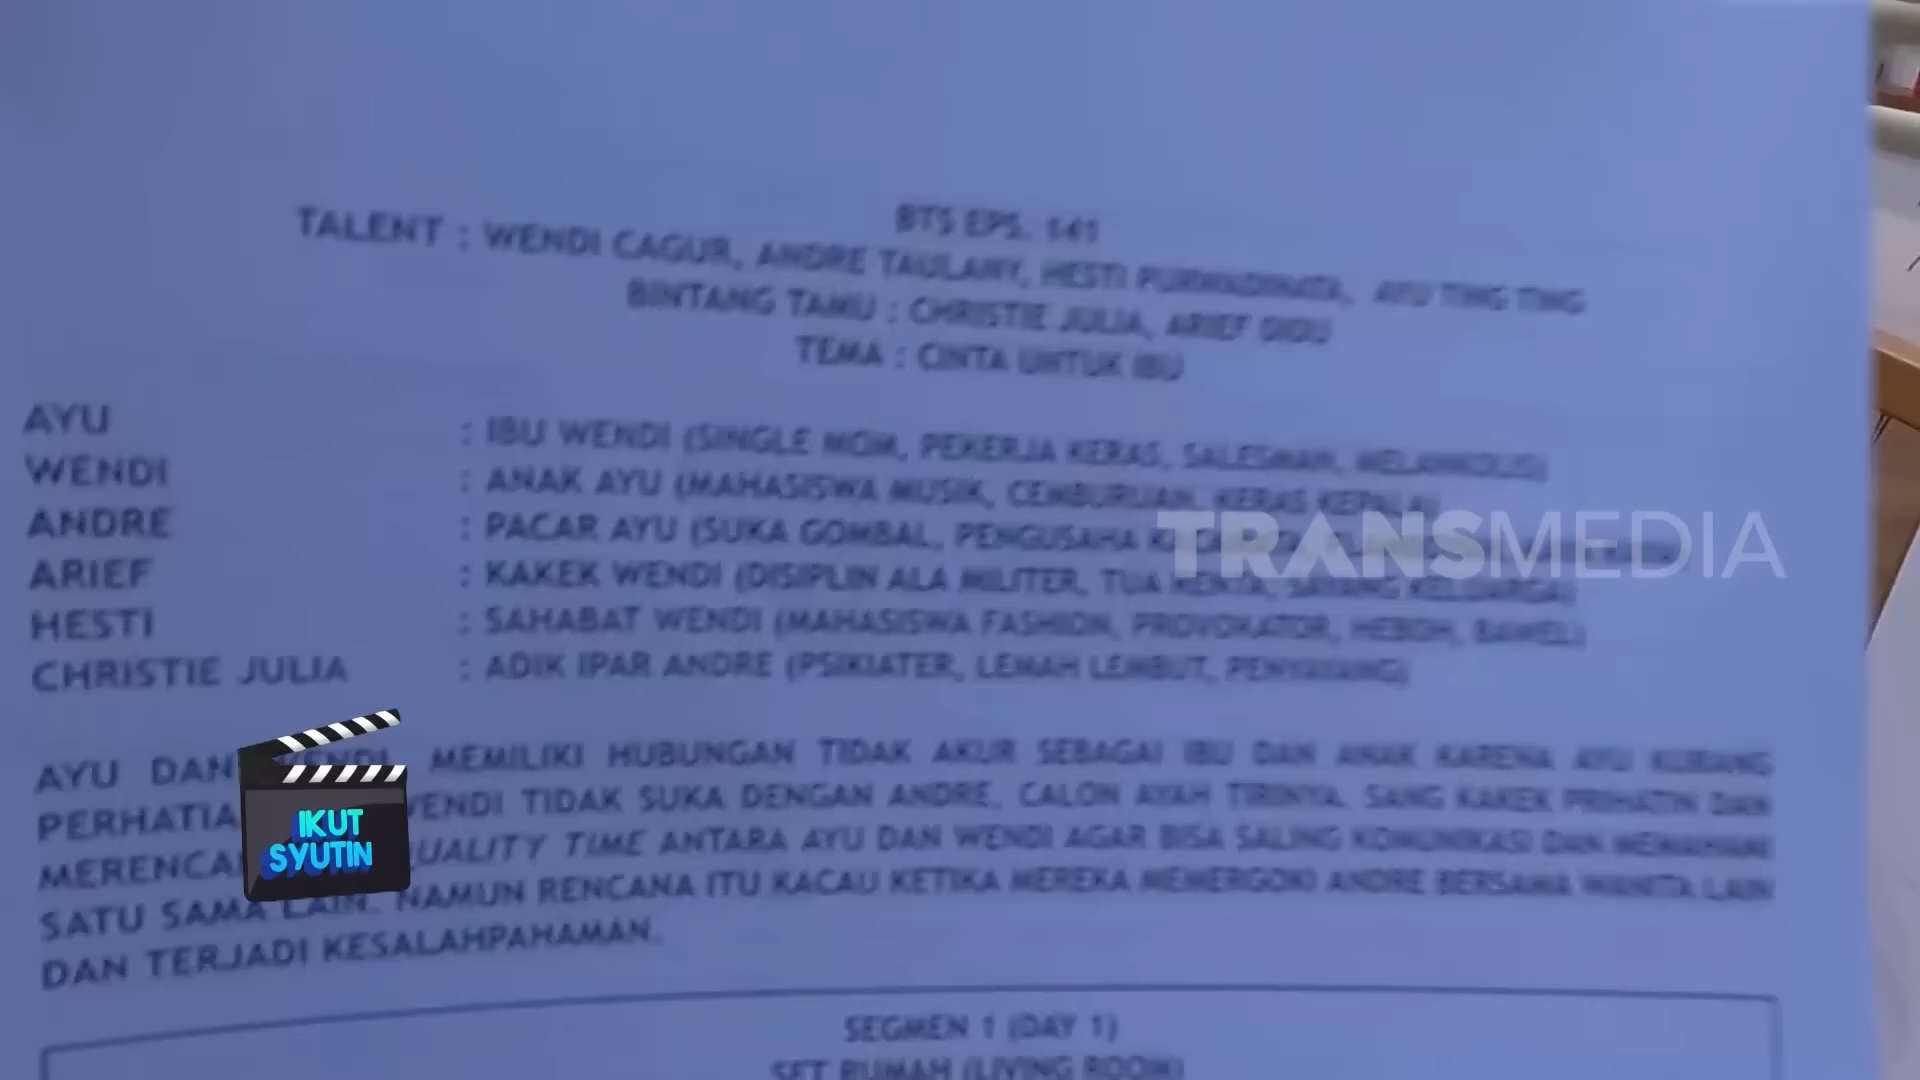 BTS EPS. 141
TALENT : WENDI CAGUR, ANDRE TAULANY, HESTI PURWADINATA, AYU TING TING
BINTANG TAMU : CHRISTIE JULIA, ARIEF DIDU
TEMA : CINTA UNTUK IBU
AYU : IBU WENDI (SINGLE MOM, PEKERJA KERAS, SALESMAN, MELANKOLIS)
WENDI : ANAK AYU (MAHASISWA MUSIK, CEMBURUAN, KERAS KEPALA)
ANDRE : PACAR AYU (SUKA GOMBAL, PENGUSAHA
ARIEF : KAKEK WENDI (DISIPLIN ALA MILITER, TUA RENTA, SAYANG KELUARGA)
HESTI : SAHABAT WENDI (MAHASISWA FASHION, PROVOKATOR, HEBOH, BAWEL)
CHRISTIE JULIA : ADIK IPAR ANDRE (PSIKIATER, LEMAH LEMBUT, PENYAYANG)
TRANSMEDIA
AYU DAN WENDI MEMILIKI HUBUNGAN TIDAK AKUR SEBAGAI IBU DAN ANAK KARENA AYU KURANG
PERHATIA WENDI TIDAK SUKA DENGAN ANDRE, CALON AYAH TIRINYA. SANG KAKEK PRIHATIN DAN
MERENCA QUALITY TIME ANTARA AYU DAN WENDI AGAR BISA SALING KOMUNIKASI DAN MEMAHAMI
SATU SAMA LAIN. NAMUN RENCANA ITU KACAU KETIKA MEREKA MEMERGOKI ANDRE BERSAMA WANITA LAIN
DAN TERJADI KESALAHPAHAMAN.
IKUT
SYUTIN
SEGMEN 1 (DAY 1)
SET RUMAH (LIVING ROOM)